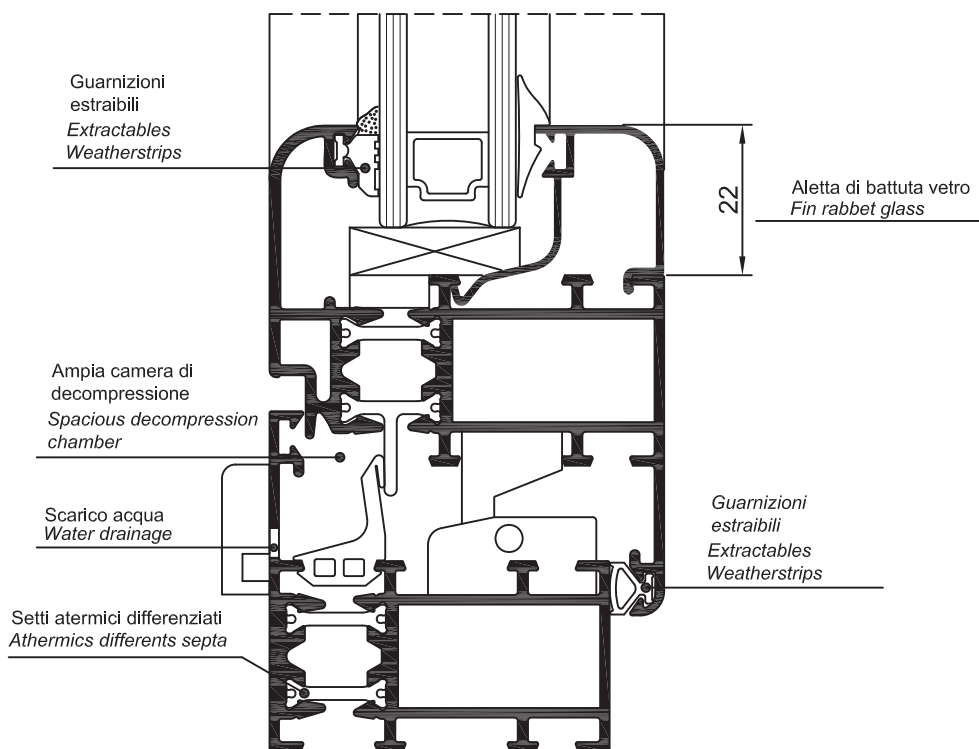 Guarnizioni
estraibili
Extractables
Weatherstrips
22
Aletta di battuta vetro
Fin rabbet glass
Ampia camera di
decompressione
Spacious decompression
chamber
Scarico acqua
Water drainage
Guarnizioni
estraibili
Extractables
Weatherstrips
Setti atermici differenziati
Athermics differents septa